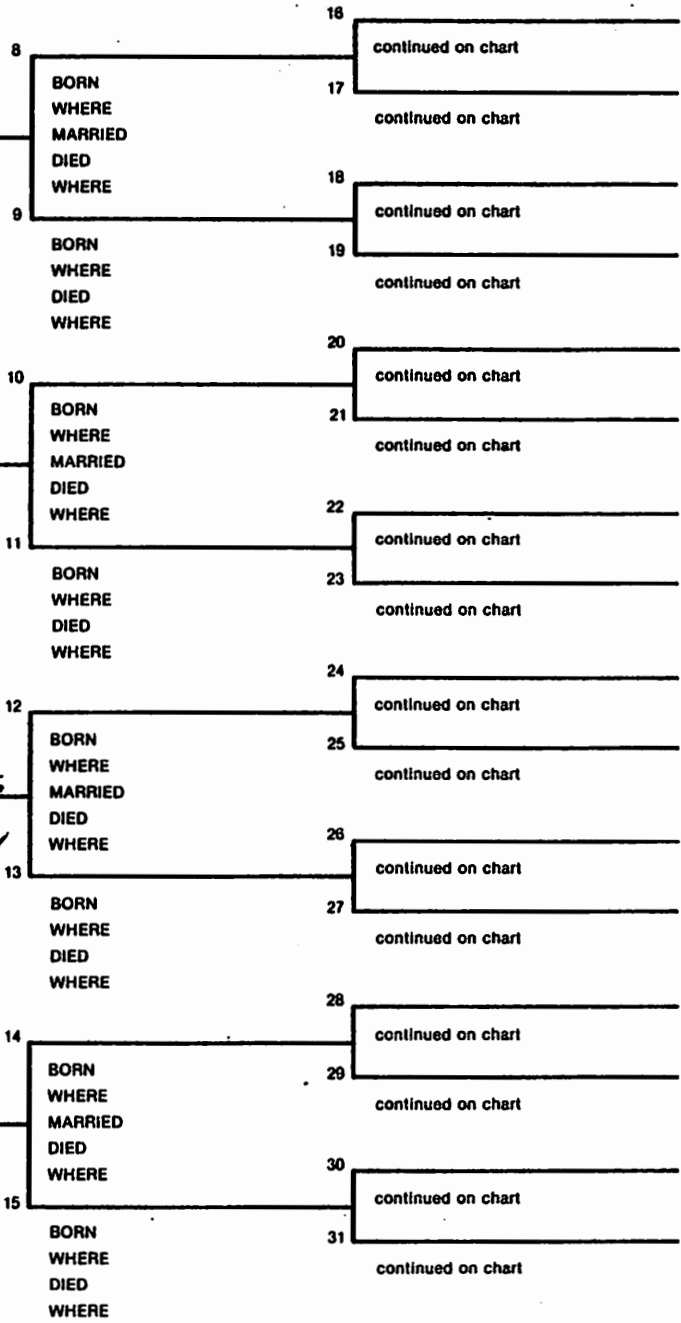 16
continued on chart
8
17
BORN
WHERE
MARRIED
DIED
WHERE
continued on chart
18
continued on chart
9
19
BORN
WHERE
DIED
WHERE
continued on chart
20
continued on chart
10
21
BORN
WHERE
MARRIED
DIED
WHERE
continued on chart
22
continued on chart
11
23
BORN
WHERE
DIED
WHERE
continued on chart
24
continued on chart
12
25
BORN
WHERE
MARRIED
DIED
WHERE
continued on chart
26
continued on chart
13
27
BORN
WHERE
DIED
WHERE
continued on chart
28
continued on chart
14
29
BORN
WHERE
MARRIED
DIED
WHERE
continued on chart
30
continued on chart
15
31
BORN
WHERE
DIED
WHERE
continued on chart